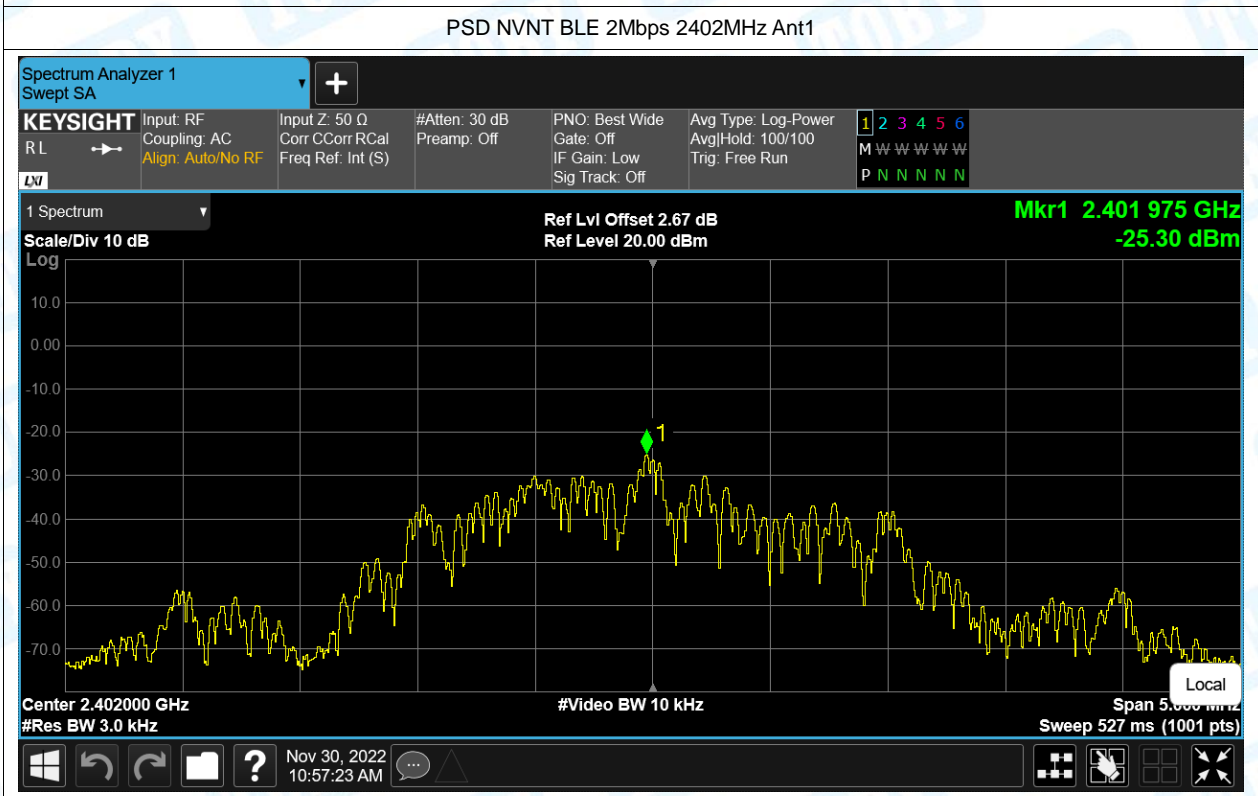 PSD NVNT BLE 2Mbps 2402MHz Ant1
Spectrum Analyzer 1
Swept SA
KEYSIGHT
R L
LXI
Input: RF
Coupling: AC
Align: Auto/No RF
Input Z: 50 Ω
Corr CCorr RCal
Freq Ref: Int (S)
#Atten: 30 dB
Preamp: Off
PNO: Best Wide
Gate: Off
IF Gain: Low
Sig Track: Off
Avg Type: Log-Power
Avg|Hold: 100/100
Trig: Free Run
1 2 3 4 5 6
M W W W W W
P N N N N N
1 Spectrum
Scale/Div 10 dB
Ref Lvl Offset 2.67 dB
Ref Level 20.00 dBm
Mkr1 2.401 975 GHz
-25.30 dBm
Log
10.0
0.00
-10.0
-20.0
-30.0
-40.0
-50.0
-60.0
-70.0
1
Center 2.402000 GHz
#Res BW 3.0 kHz
#Video BW 10 kHz
Span 5.000 MHz
Sweep 527 ms (1001 pts)
Local
?
Nov 30, 2022
10:57:23 AM